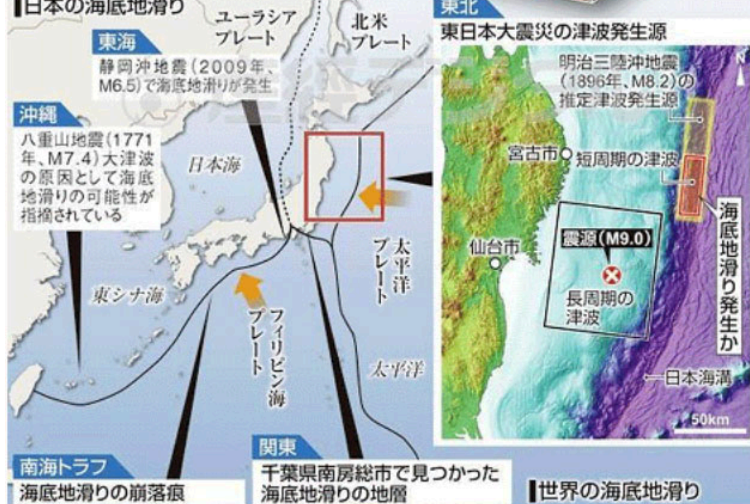 日本の海底地滑り
ユーラシア
プレート
北米
プレート
東海
静岡沖地震(2009年、
M6.5)で海底地滑りが発生
沖縄
八重山地震(1771
年、M7.4)大津波
の原因として海底
地滑りの可能性が
指摘されている
日本海
東シナ海
太平洋
プレート
フィリピン海
プレート
太平洋
南海トラフ
海底地滑りの崩落痕
関東
千葉県南房総市で見つかった
海底地滑りの地層
東北
東日本大震災の津波発生源
明治三陸沖地震
(1896年、M8.2)の
推定津波発生源
N
宮古市
短周期の津波
仙台市
震源(M9.0)
長周期の
津波
海底地滑り発生か
日本海溝
50km
世界の海底地滑り